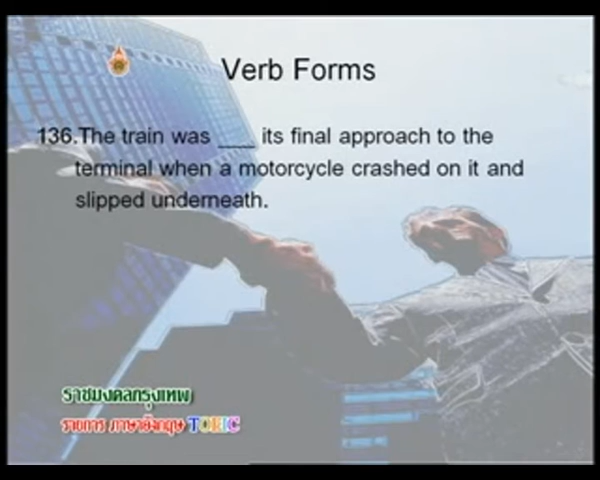 Verb Forms
136.The train was ___ its final approach to the
terminal when a motorcycle crashed on it and
slipped underneath.
ราชมงคลกรุงเทพ
รายการ ภาษาอังกฤษ TOEIC